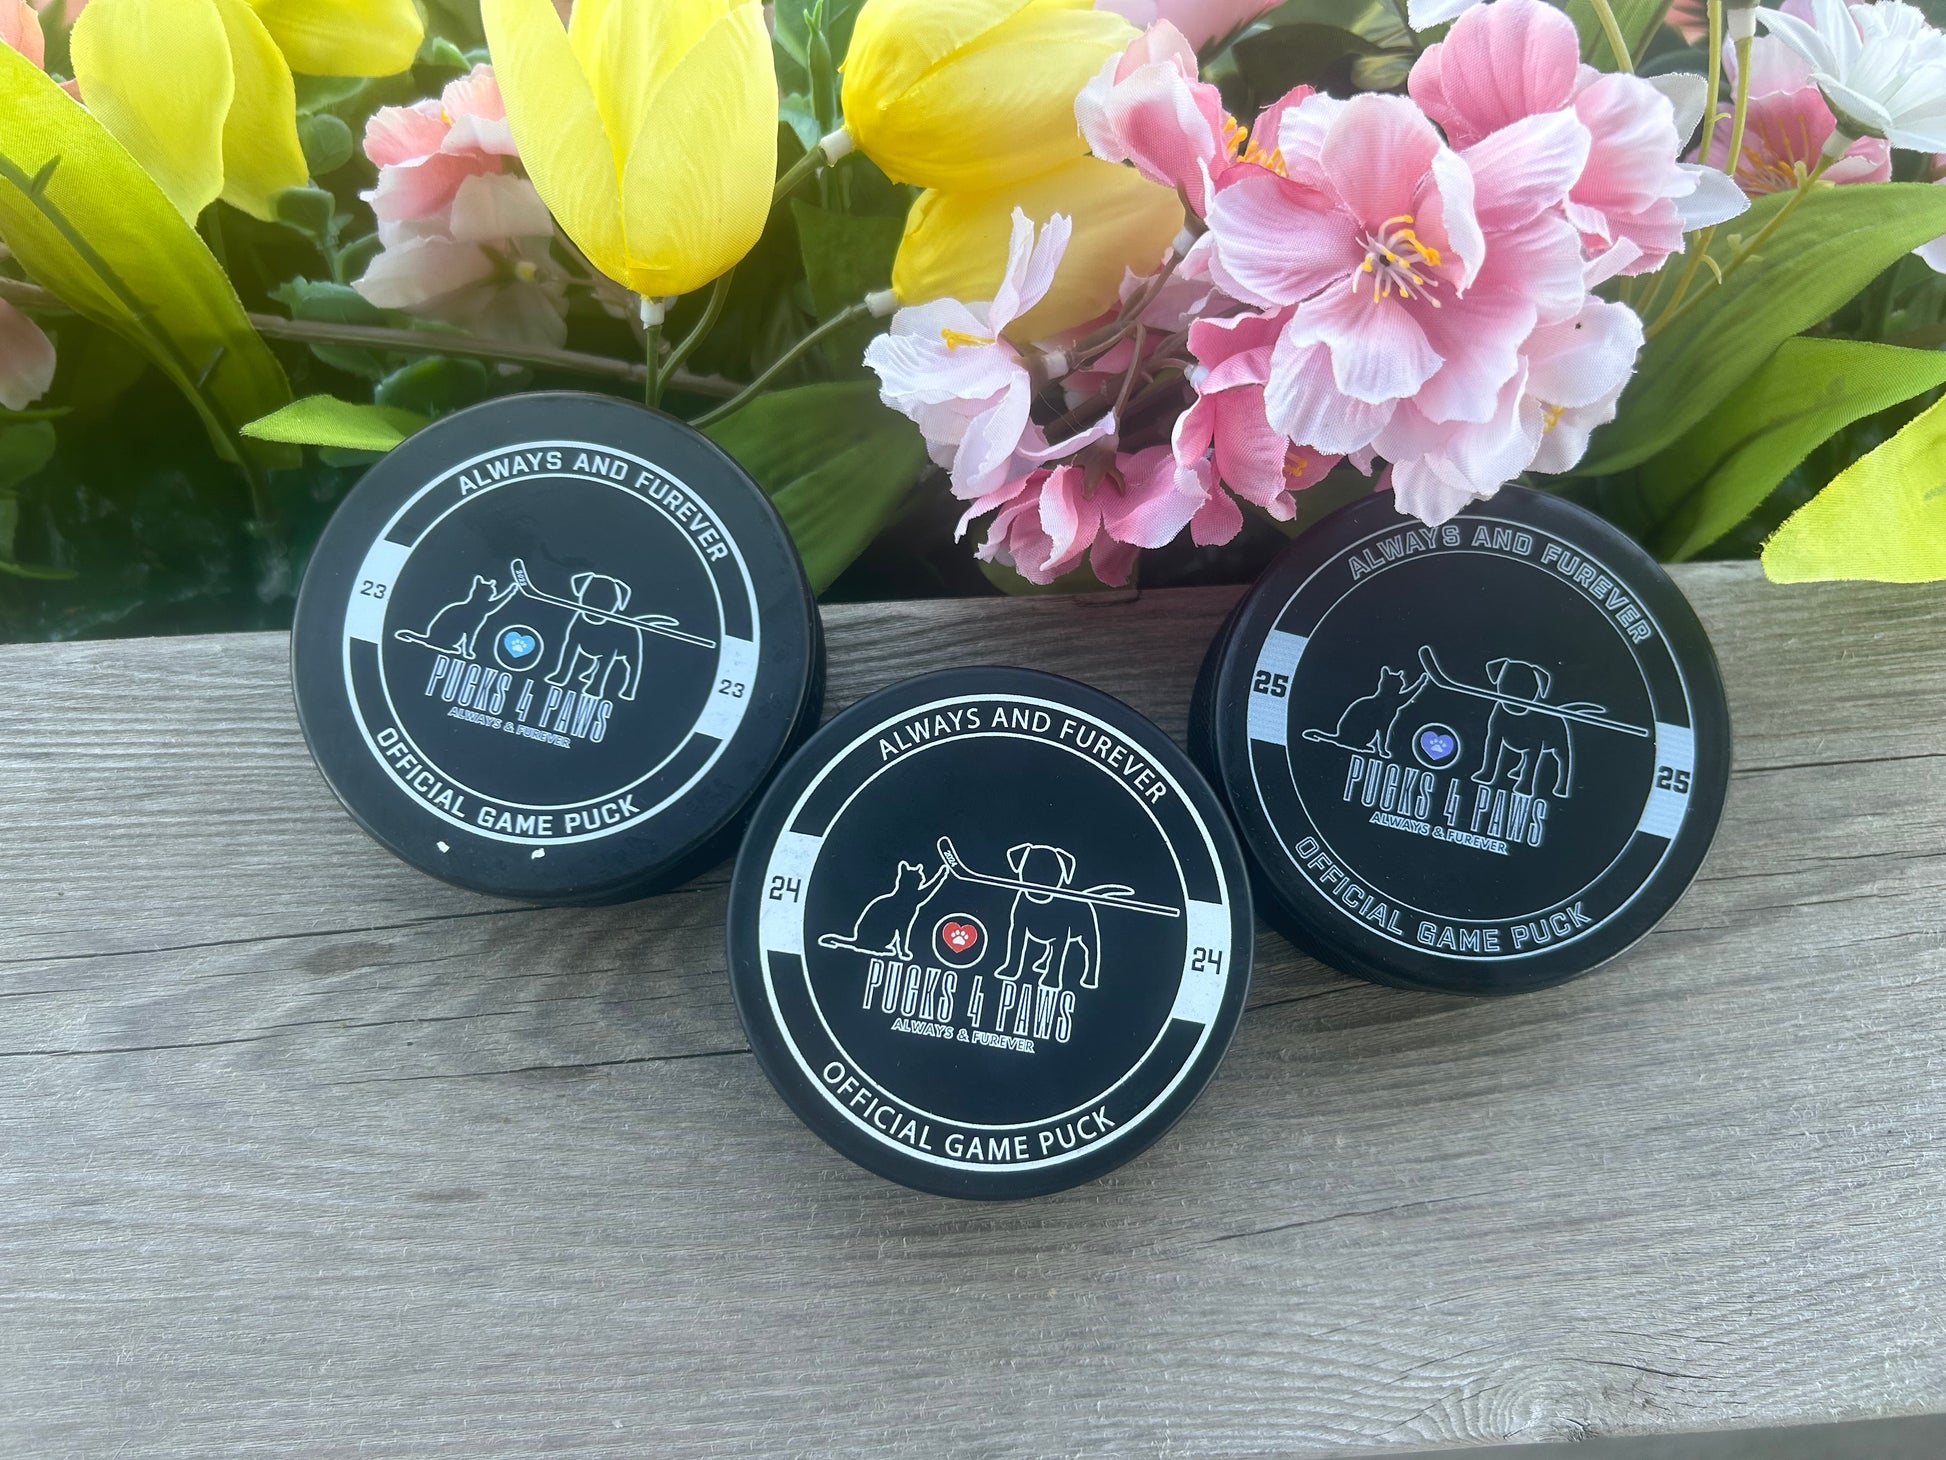 ALWAYS AND FUREVER
23
2023
23
PUCKS 4 PAWS
ALWAYS & FUREVER
OFFICIAL GAME PUCK
ALWAYS AND FUREVER
24
2024
24
PUCKS 4 PAWS
ALWAYS & FUREVER
OFFICIAL GAME PUCK
ALWAYS AND FUREVER
25
25
PUCKS 4 PAWS
ALWAYS & FUREVER
OFFICIAL GAME PUCK